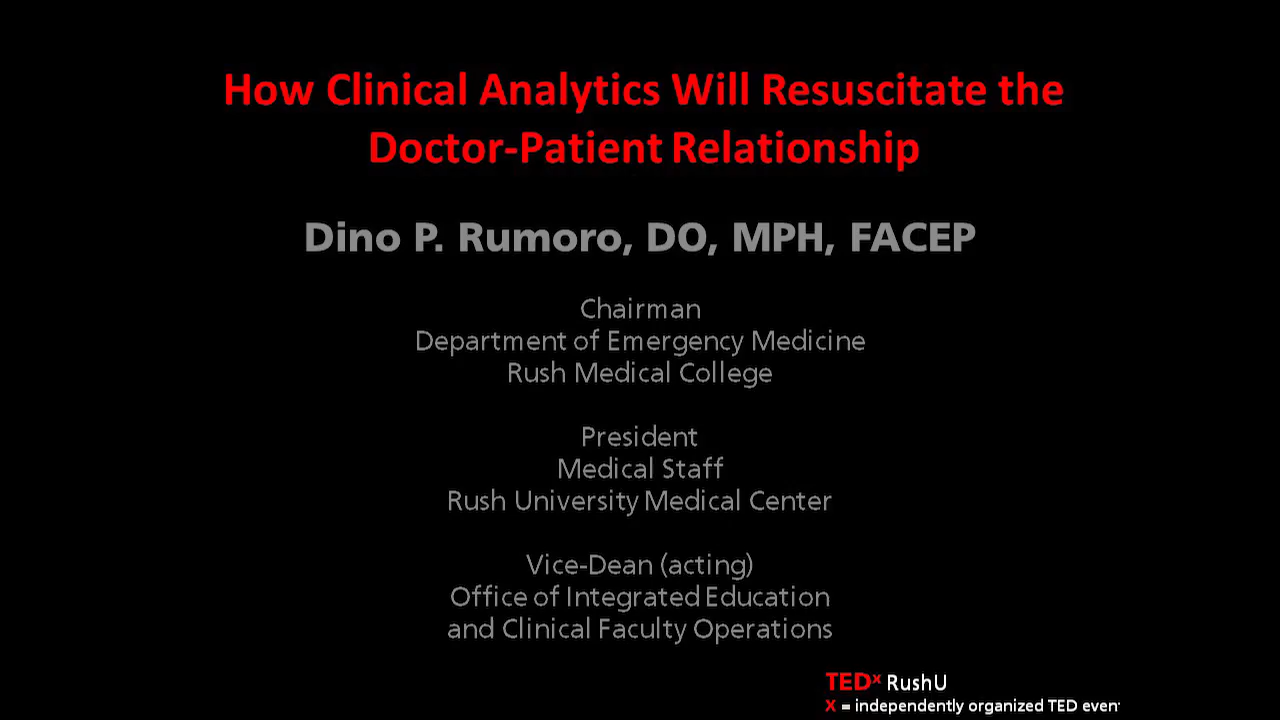 How Clinical Analytics Will Resuscitate the
Doctor-Patient Relationship
Dino P. Rumoro, DO, MPH, FACEP
Chairman
Department of Emergency Medicine
Rush Medical College
President
Medical Staff
Rush University Medical Center
Vice-Dean (acting)
Office of Integrated Education
and Clinical Faculty Operations
TEDx RushU
X = independently organized TED even